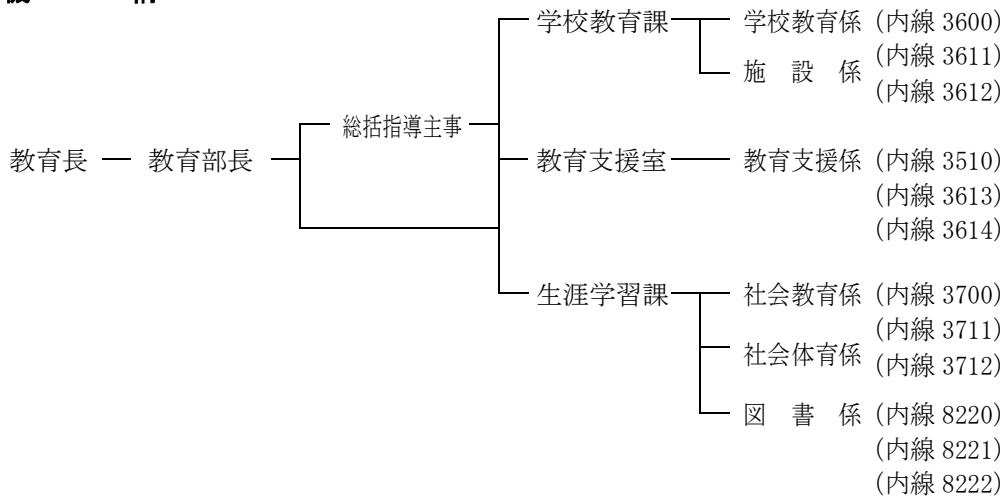 学校教育課 学校教育係 (内線 3600)
(内線 3611)
施 設 係
(内線 3612)
総括指導主事
教育長 教育部長 教育支援室 教育支援係 (内線 3510)
(内線 3613)
(内線 3614)
生涯学習課 社会教育係 (内線 3700)
(内線 3711)
社会体育係
(内線 3712)
図 書 係 (内線 8220)
(内線 8221)
(内線 8222)